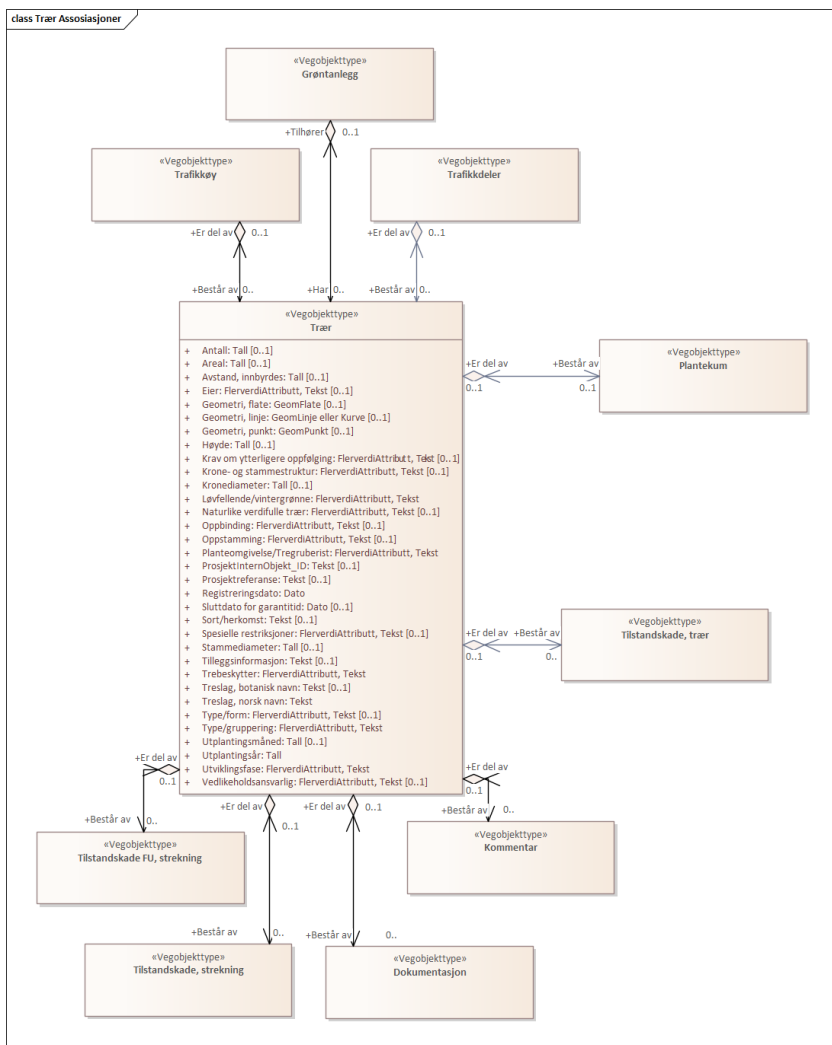 class Trær Assosiasjoner
«Vegobjekttype»
Grøntanlegg
+Tilhører 0..1
«Vegobjekttype»
Trafikkøy
«Vegobjekttype»
Trafikkdeler
+Er del av 0..1
+Er del av 0..1
+Består av 0..
+Har 0..
+Består av 0..
«Vegobjekttype»
Trær
+ Antall: Tall [0..1]
+ Areal: Tall [0..1]
+ Avstand, innbyrdes: Tall [0..1]
+ Eier: FlerverdiAttributt, Tekst [0..1]
+ Geometri, flate: GeomFlate [0..1]
+ Geometri, linje: GeomLinje eller Kurve [0..1]
+ Geometri, punkt: GeomPunkt [0..1]
+ Høyde: Tall [0..1]
+ Krav om ytterligere oppfølging: FlerverdiAttributt, Tekst [0..1]
+ Krone- og stammestruktur: FlerverdiAttributt, Tekst [0..1]
+ Kronediameter: Tall [0..1]
+ Løvfellende/vintergrønne: FlerverdiAttributt, Tekst
+ Naturlike verdifulle trær: FlerverdiAttributt, Tekst [0..1]
+ Oppbinding: FlerverdiAttributt, Tekst [0..1]
+ Oppstamming: FlerverdiAttributt, Tekst [0..1]
+ Planteomgivelse/Tregruberist: FlerverdiAttributt, Tekst
+ ProsjektInternObjekt_ID: Tekst [0..1]
+ Prosjektreferanse: Tekst [0..1]
+ Registreringsdato: Dato
+ Sluttdato for garantitid: Dato [0..1]
+ Sort/herkomst: Tekst [0..1]
+ Spesielle restriksjoner: FlerverdiAttributt, Tekst [0..1]
+ Stammediameter: Tall [0..1]
+ Tilleggsinformasjon: Tekst [0..1]
+ Trebeskytter: FlerverdiAttributt, Tekst
+ Treslag, botanisk navn: Tekst [0..1]
+ Treslag, norsk navn: Tekst
+ Type/form: FlerverdiAttributt, Tekst [0..1]
+ Type/gruppering: FlerverdiAttributt, Tekst
+ Utplantingsmåned: Tall [0..1]
+ Utplantingsår: Tall
+ Utviklingsfase: FlerverdiAttributt, Tekst
+ Vedlikeholdsansvarlig: FlerverdiAttributt, Tekst [0..1]
+Er del av +Består av
0..1 0..1
«Vegobjekttype»
Plantekum
+Er del av +Består av
0..1 0..
«Vegobjekttype»
Tilstandskade, trær
+Er del av
0..1
+Består av 0..
«Vegobjekttype»
Kommentar
+Er del av
0..1
+Består av 0..
«Vegobjekttype»
Tilstandskade FU, strekning
+Er del av
0..1
+Består av 0..
«Vegobjekttype»
Tilstandskade, strekning
+Er del av 0..1
+Består av 0..
«Vegobjekttype»
Dokumentasjon